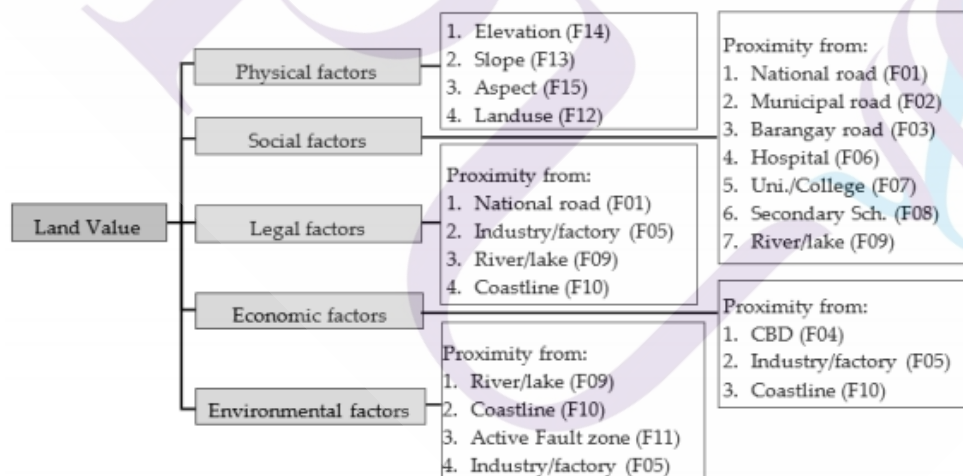 Land Value
Physical factors
1. Elevation (F14)
2. Slope (F13)
3. Aspect (F15)
4. Landuse (F12)
Social factors
Proximity from:
1. National road (F01)
2. Municipal road (F02)
3. Barangay road (F03)
4. Hospital (F06)
5. Uni./College (F07)
6. Secondary Sch. (F08)
7. River/lake (F09)
Legal factors
Proximity from:
1. National road (F01)
2. Industry/factory (F05)
3. River/lake (F09)
4. Coastline (F10)
Economic factors
Proximity from:
1. CBD (F04)
2. Industry/factory (F05)
3. Coastline (F10)
Environmental factors
Proximity from:
1. River/lake (F09)
2. Coastline (F10)
3. Active Fault zone (F11)
4. Industry/factory (F05)